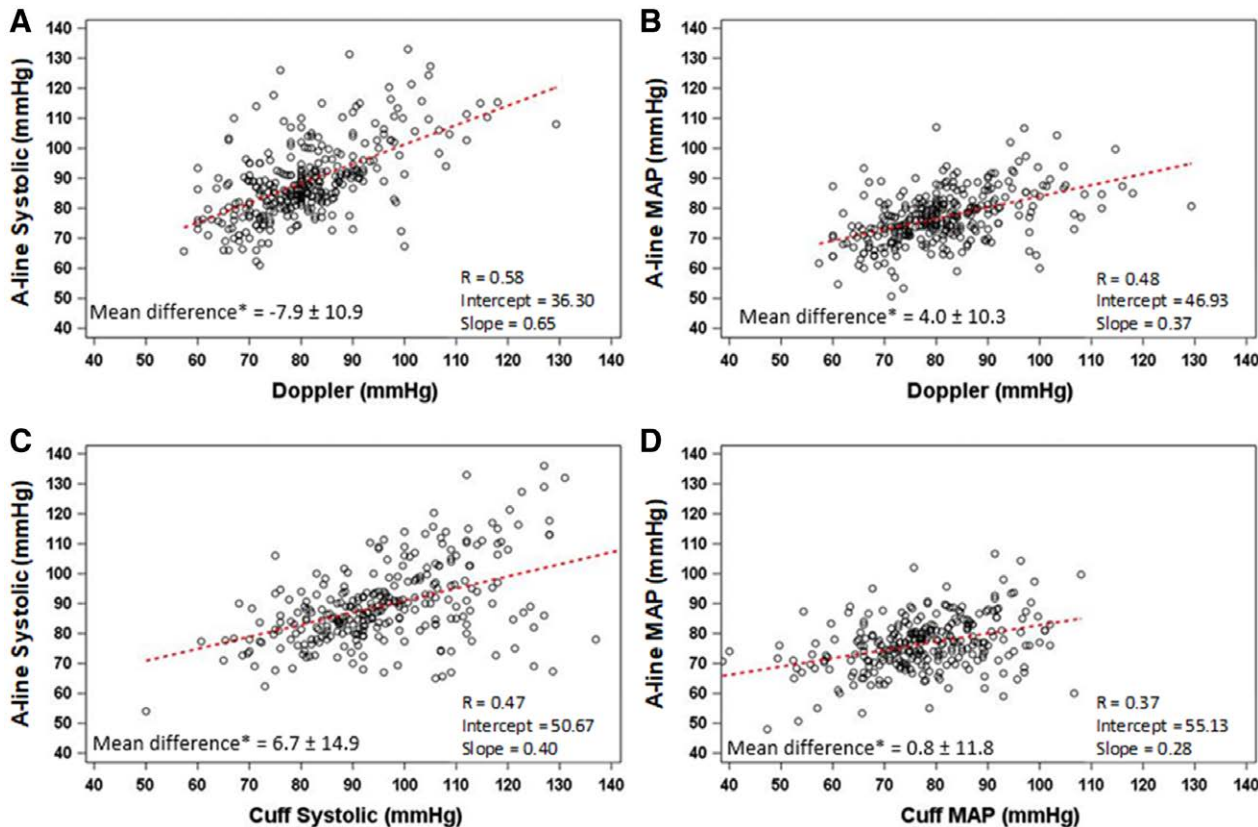 A
B
140
130
120
110
100
90
80
70
60
50
40
A-line Systolic (mmHg)
R = 0.58
Intercept = 36.30
Slope = 0.65
Mean difference* = -7.9 ± 10.9
40 50 60 70 80 90 100 110 120 130 140
Doppler (mmHg)
140
130
120
110
100
90
80
70
60
50
40
A-line MAP (mmHg)
R = 0.48
Intercept = 46.93
Slope = 0.37
Mean difference* = 4.0 ± 10.3
40 50 60 70 80 90 100 110 120 130 140
Doppler (mmHg)
C
D
140
130
120
110
100
90
80
70
60
50
40
A-line Systolic (mmHg)
R = 0.47
Intercept = 50.67
Slope = 0.40
Mean difference* = 6.7 ± 14.9
40 50 60 70 80 90 100 110 120 130 140
Cuff Systolic (mmHg)
140
130
120
110
100
90
80
70
60
50
40
A-line MAP (mmHg)
R = 0.37
Intercept = 55.13
Slope = 0.28
Mean difference* = 0.8 ± 11.8
40 50 60 70 80 90 100 110 120 130 140
Cuff MAP (mmHg)